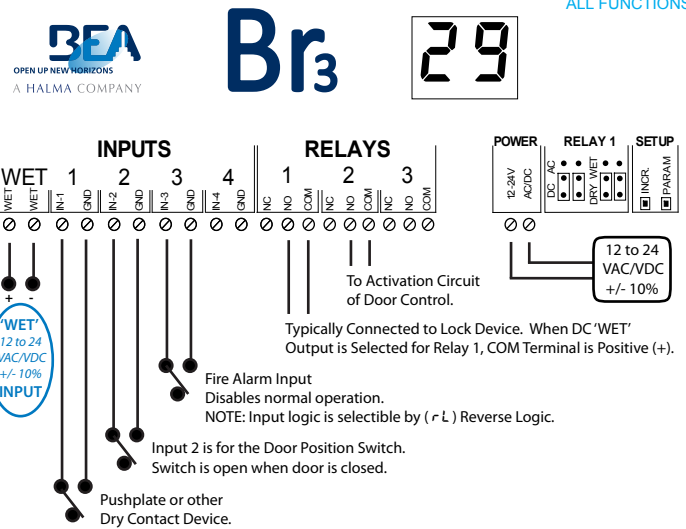 ALL FUNCTIONS
BEA
OPEN UP NEW HORIZONS
A HALMA COMPANY
Br3
29
INPUTS
RELAYS
POWER
RELAY 1
SETUP
WET 1 2 3 4 1 2 3
WET WET IN-1 GND IN-2 GND IN-3 GND IN-4 GND NC NO COM NC NO COM NC NO COM
12-24V
AC/DC
DC AC
DRY WET
INCR.
PARAM
+ -
'WET'
12 to 24
VAC/VDC
+/- 10%
INPUT
12 to 24
VAC/VDC
+/- 10%
To Activation Circuit
of Door Control.
Typically Connected to Lock Device. When DC 'WET'
Output is Selected for Relay 1, COM Terminal is Positive (+).
Fire Alarm Input
Disables normal operation.
NOTE: Input logic is selectible by ( rL ) Reverse Logic.
Input 2 is for the Door Position Switch.
Switch is open when door is closed.
Pushplate or other
Dry Contact Device.